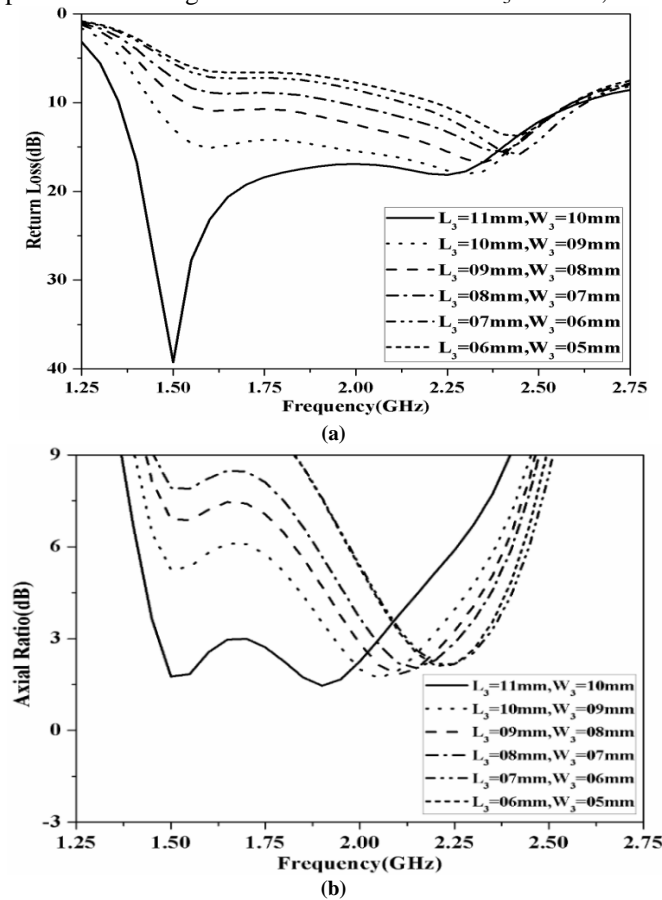 0
10
20
30
40
Return Loss(dB)
L3=11mm,W3=10mm
L3=10mm,W3=09mm
L3=09mm,W3=08mm
L3=08mm,W3=07mm
L3=07mm,W3=06mm
L3=06mm,W3=05mm
1.25 1.50 1.75 2.00 2.25 2.50 2.75
Frequency(GHz)
(a)
9
6
3
0
-3
Axial Ratio(dB)
L3=11mm,W3=10mm
L3=10mm,W3=09mm
L3=09mm,W3=08mm
L3=08mm,W3=07mm
L3=07mm,W3=06mm
L3=06mm,W3=05mm
1.25 1.50 1.75 2.00 2.25 2.50 2.75
Frequency(GHz)
(b)